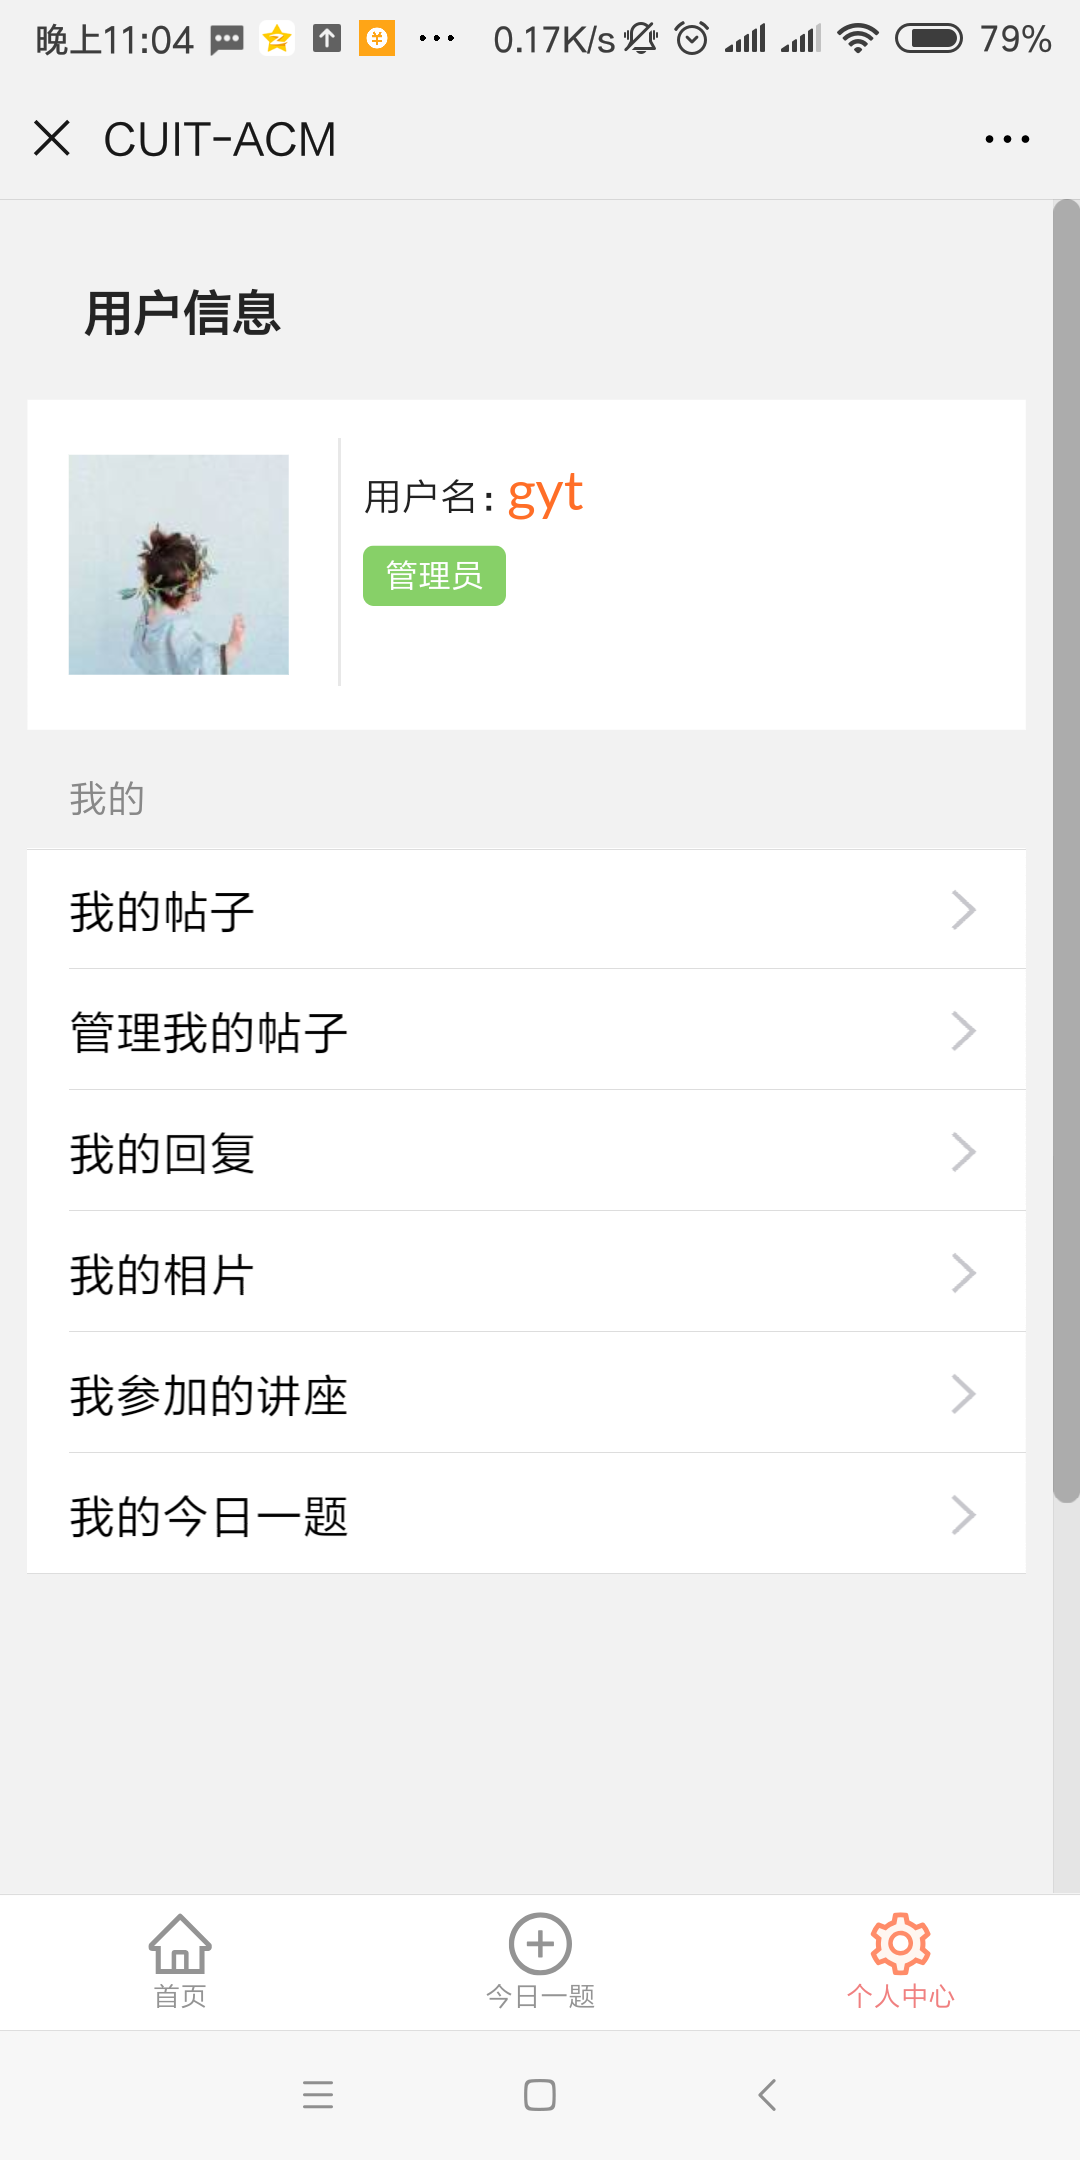 晚上11:04
0.17K/s
79%
CUIT-ACM
用户信息
用户名: gyt
管理员
我的
我的帖子
管理我的帖子
我的回复
我的相片
我参加的讲座
我的今日一题
首页
今日一题
个人中心